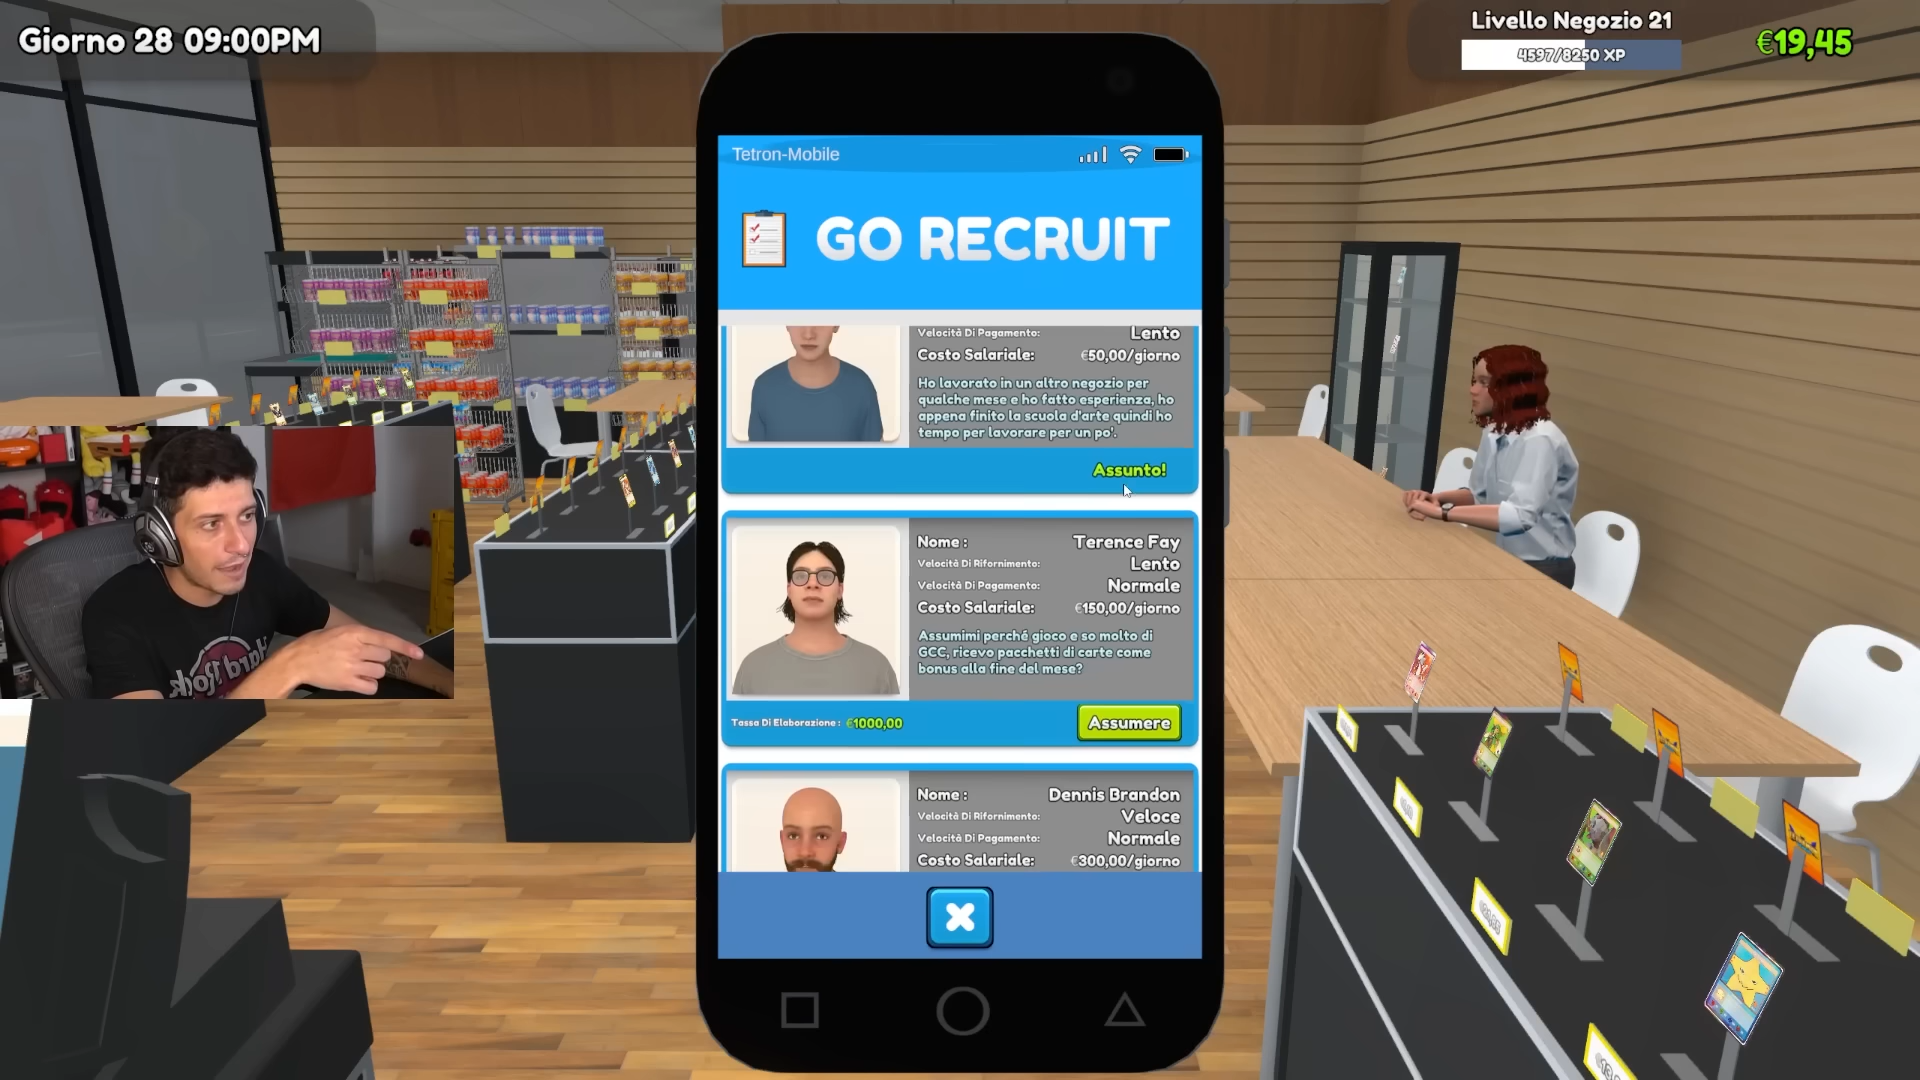 Giorno 28 09:00PM
Livello Negozio 21
4597/8250 XP
€19,45
Tetron-Mobile
GO RECRUIT
Velocità Di Pagamento: Lento
Costo Salariale: €50,00/giorno
Ho lavorato in un altro negozio per
qualche mese e ho fatto esperienza, ho
appena finito la scuola d'arte quindi ho
tempo per lavorare per un po'.
Assunto!
Nome : Terence Fay
Velocità Di Rifornimento: Lento
Velocità Di Pagamento: Normale
Costo Salariale: €150,00/giorno
Assumimi perché gioco e so molto di
GCC, ricevo pacchetti di carte come
bonus alla fine del mese?
Tassa Di Elaborazione : €1000,00
Assumere
Nome : Dennis Brandon
Velocità Di Rifornimento: Veloce
Velocità Di Pagamento: Normale
Costo Salariale: €300,00/giorno